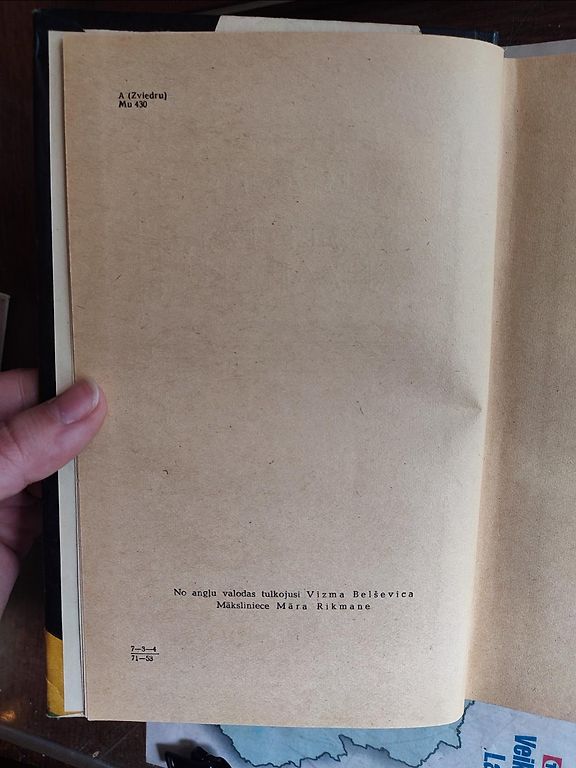 A (Zviedru)
Mu 430
No angļu valodas tulkojusi Vizma Belševica
Māksliniece Māra Rikmane
7—3—4
71—53